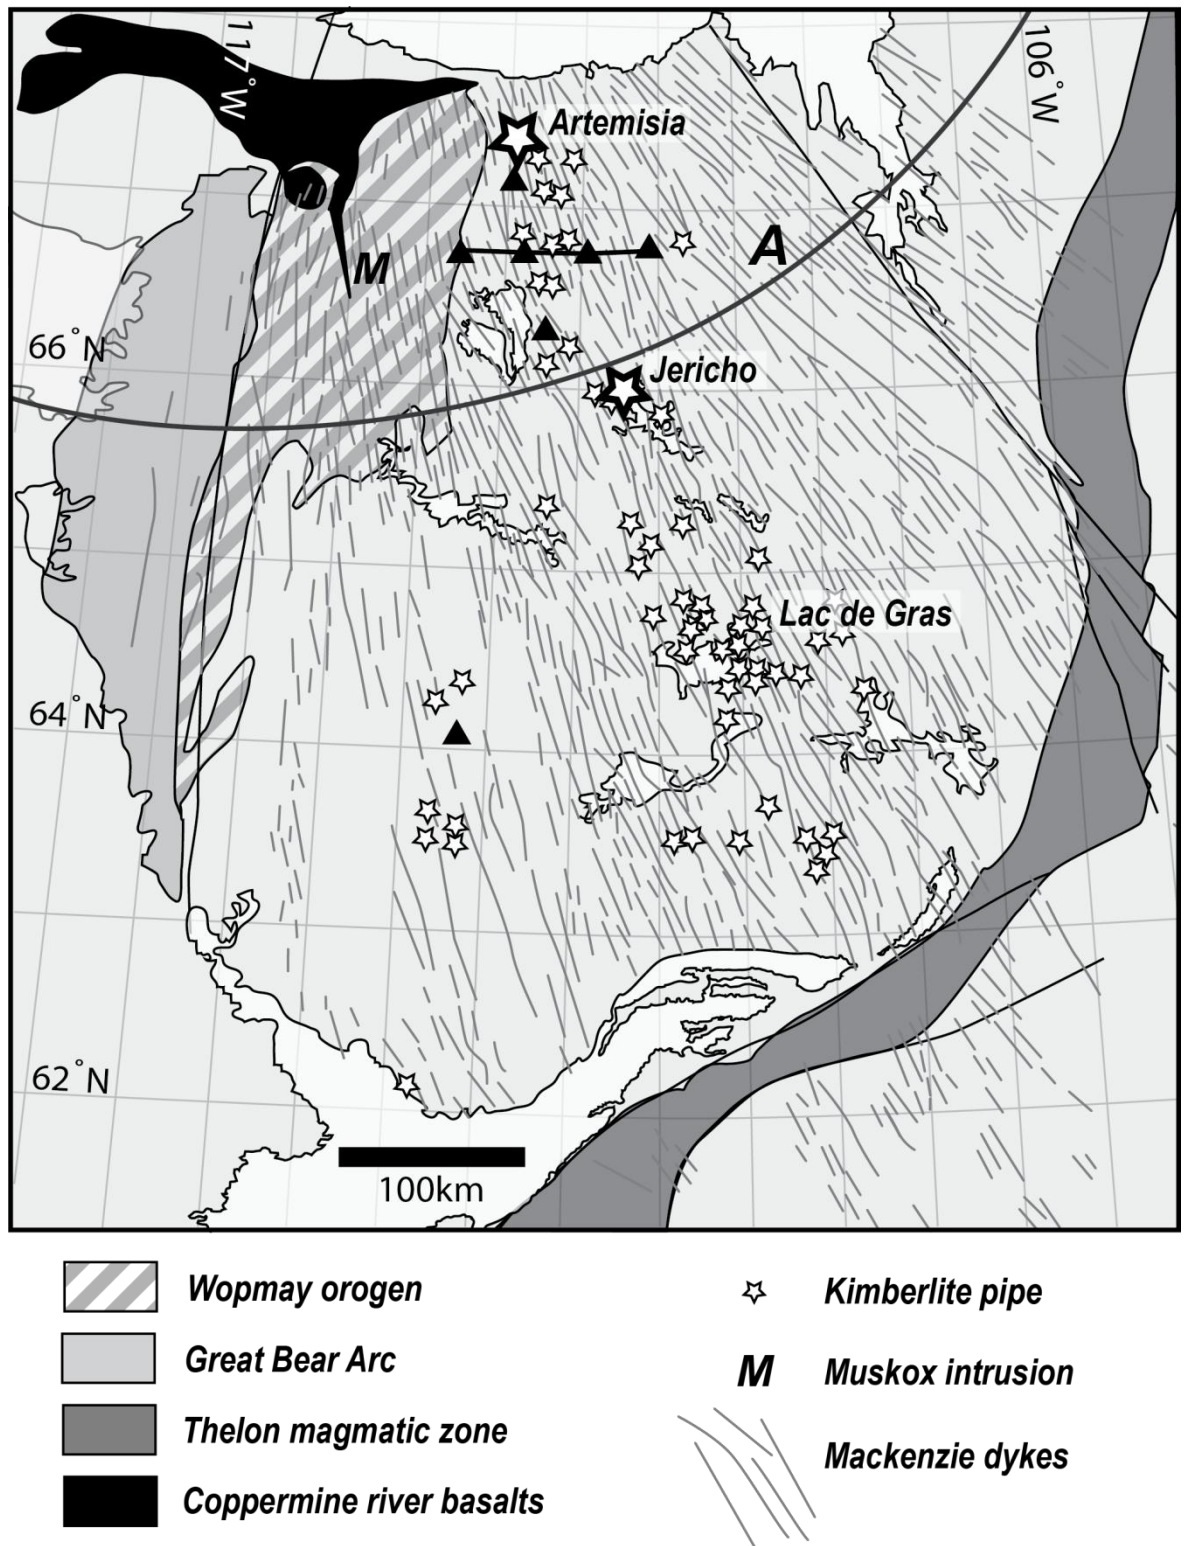 117°W
106°W
Artemisia
A
M
66°N
Jericho
Lac de Gras
64°N
62°N
100km
Wopmay orogen
Kimberlite pipe
Great Bear Arc
M Muskox intrusion
Thelon magmatic zone
Mackenzie dykes
Coppermine river basalts